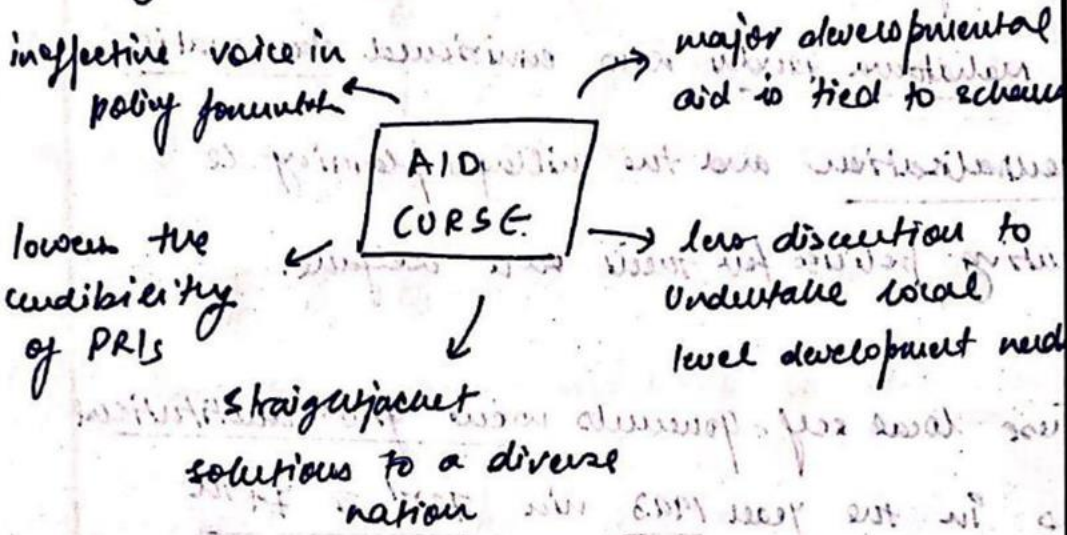 ineffective voice in
policy formulatn
major developmental
aid is tied to schemes
AID
CURSE
lowers the
credibility
of PRIs
less discretion to
undertake local
level development need
straightjacket
solutions to a diverse
nation